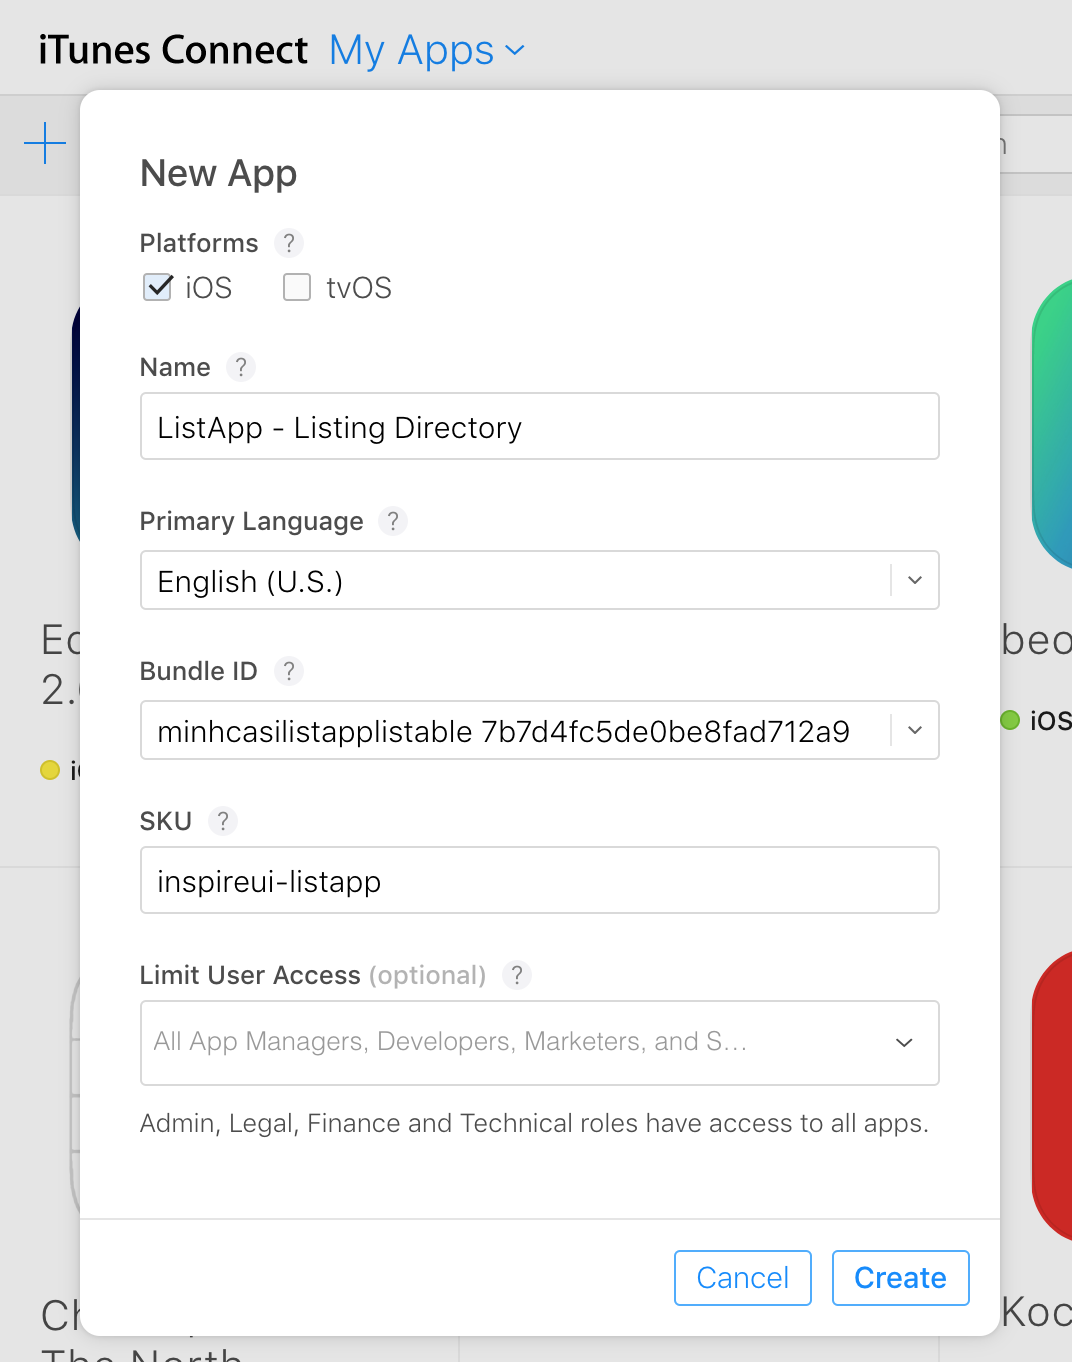 iTunes Connect My Apps
New App
Platforms ?
iOS tvOS
Name ?
ListApp - Listing Directory
Primary Language ?
English (U.S.)
Bundle ID ?
minhcasilistapplistable 7b7d4fc5de0be8fad712a9
SKU ?
inspireui-listapp
Limit User Access (optional) ?
All App Managers, Developers, Marketers, and S...
Admin, Legal, Finance and Technical roles have access to all apps.
Cancel Create
2.
beo
iOS
The North
Koc